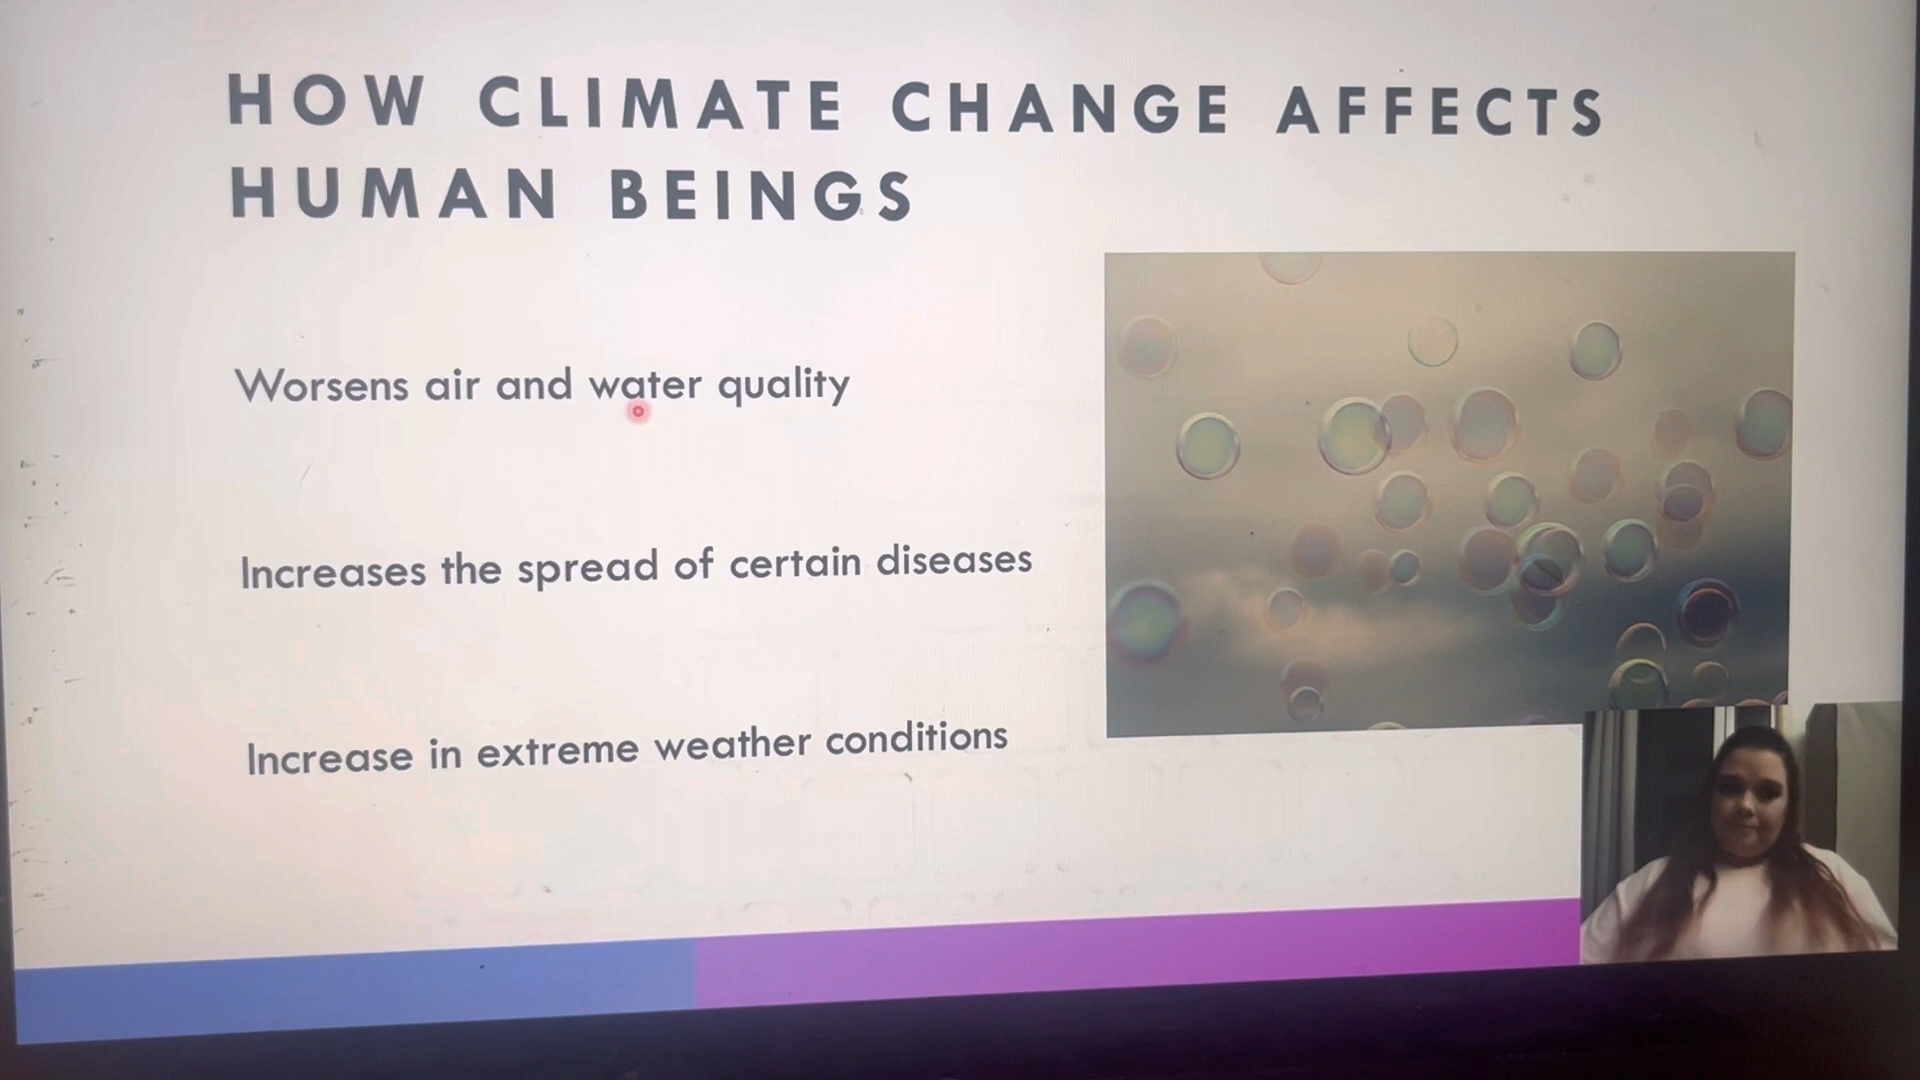 HOW CLIMATE CHANGE AFFECTS
HUMAN BEINGS
Worsens air and water quality
Increases the spread of certain diseases
Increase in extreme weather conditions